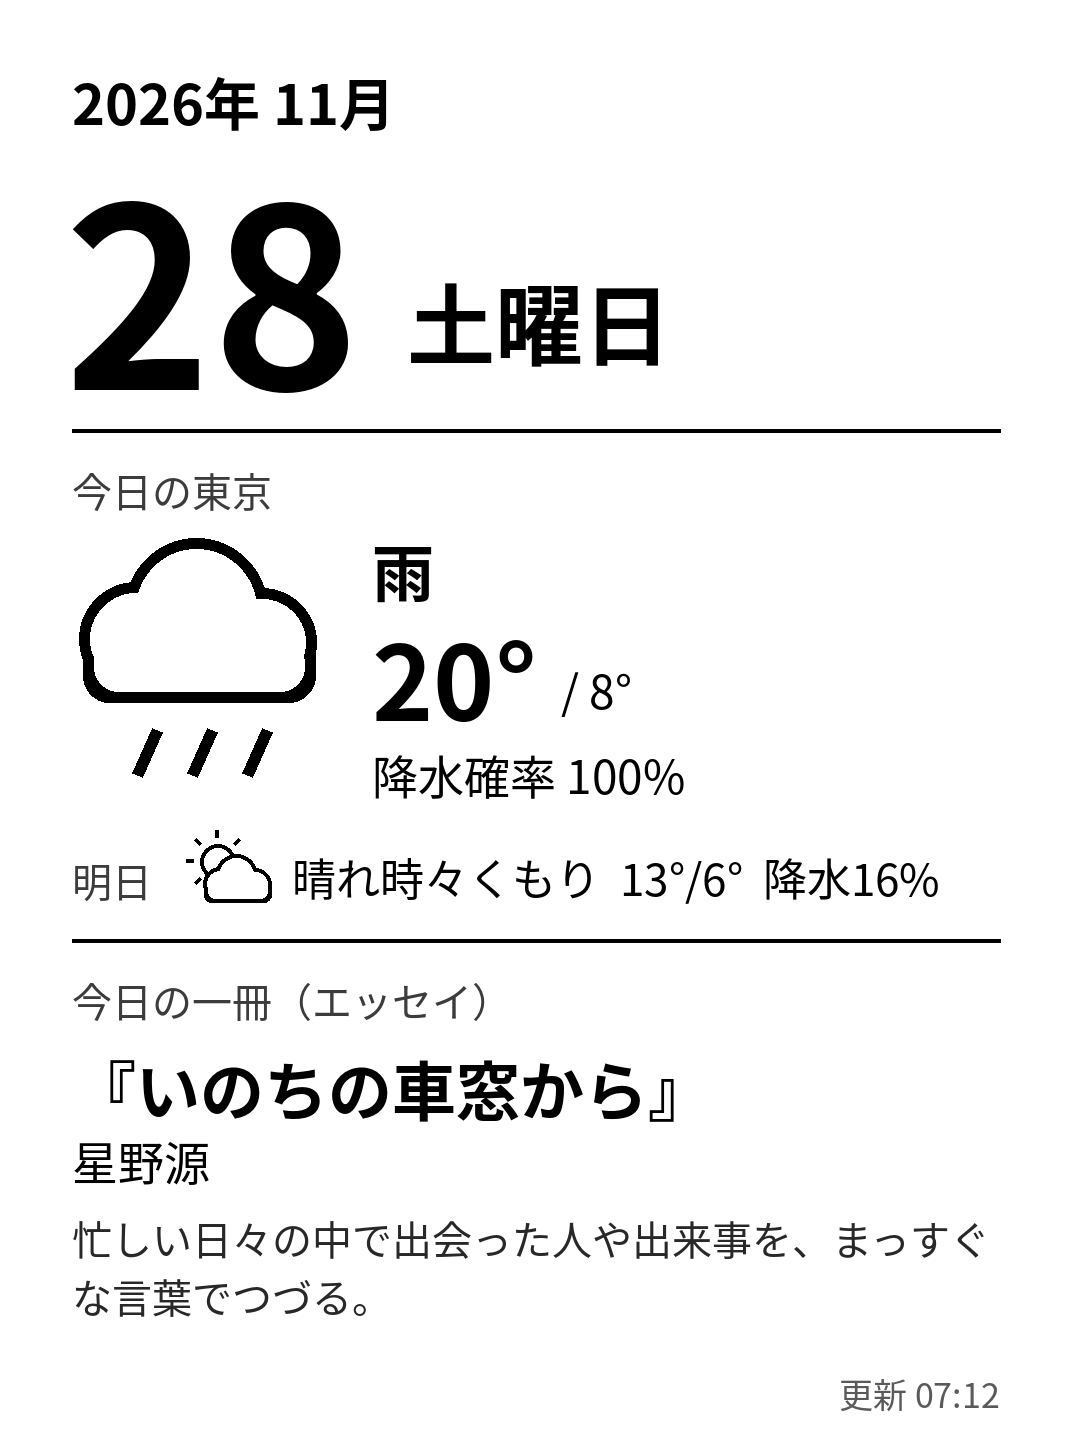 2026年 11月
28 土曜日
今日の東京
雨
20° / 8°
降水確率 100%
明日 晴れ時々くもり 13°/6° 降水16%
今日の一冊（エッセイ）
『いのちの車窓から』
星野源
忙しい日々の中で出会った人や出来事を、まっすぐ
な言葉でつづる。
更新 07:12